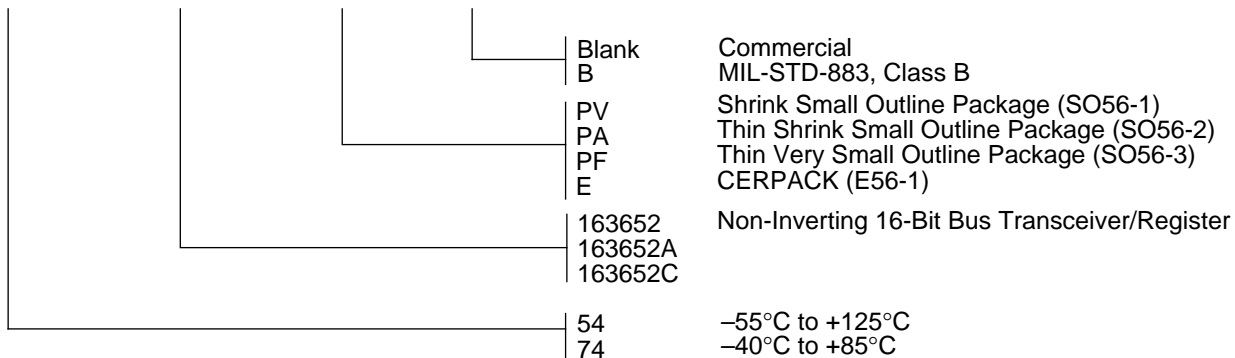 Blank Commercial
B MIL-STD-883, Class B
PV Shrink Small Outline Package (SO56-1)
PA Thin Shrink Small Outline Package (SO56-2)
PF Thin Very Small Outline Package (SO56-3)
E CERPACK (E56-1)
163652 Non-Inverting 16-Bit Bus Transceiver/Register
163652A
163652C
54 –55°C to +125°C
74 –40°C to +85°C